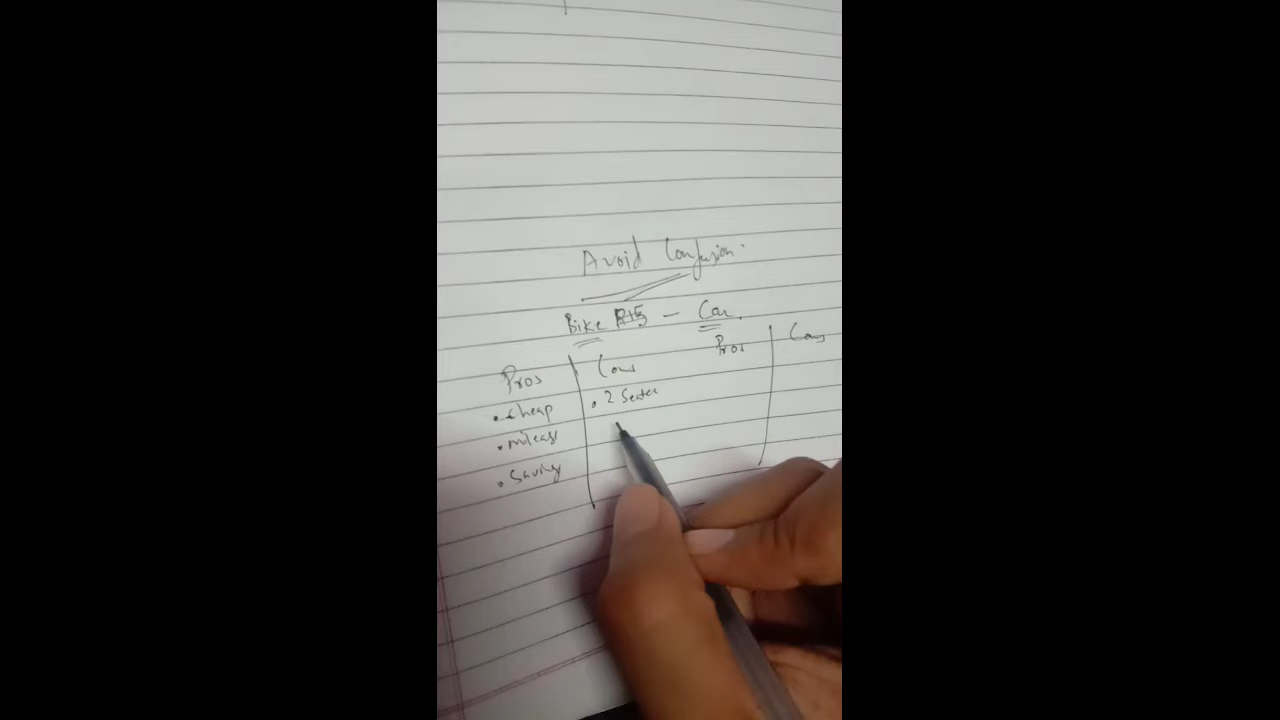 Avoid Confusion.
Bike - Car.
Pros Cons
Pros Cons
. Cheap . 2 Seater
. mileage
. Saving